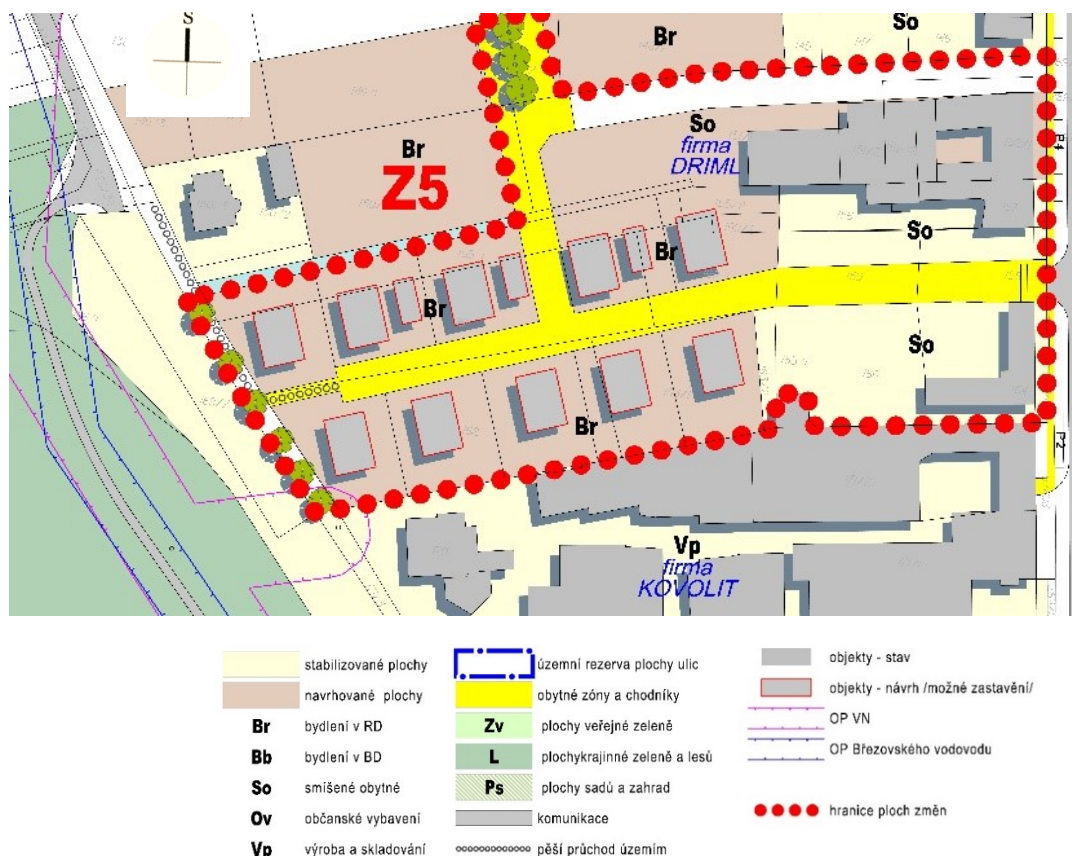 S
So
Br
So
firma
DRIML
Br
Z5
P4
So
Br
Br
So
Br
P2
Vp
firma
KOVOLIT
stabilizované plochy
navrhované plochy
Br bydlení v RD
Bb bydlení v BD
So smíšené obytné
Ov občanské vybavení
Vp výroba a skladování
územní rezerva plochy ulic
obytné zóny a chodníky
Zv plochy veřejné zeleně
L plochykrajinné zeleně a lesů
Ps plochy sadů a zahrad
komunikace
pěší průchod územím
objekty - stav
objekty - návrh /možné zastavění/
OP VN
OP Březovského vodovodu
hranice ploch změn